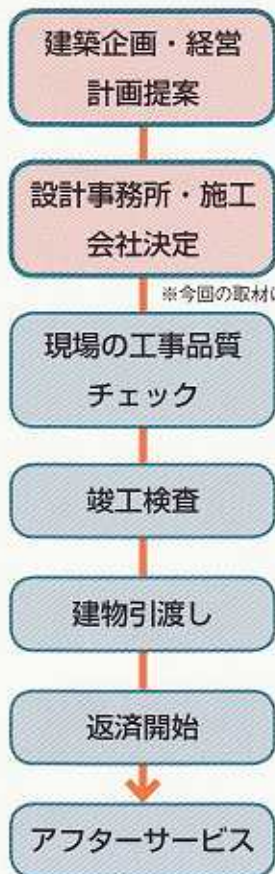 建築企画・経営
計画提案
設計事務所・施工
会社決定
※今回の取材に
現場の工事品質
チェック
竣工検査
建物引渡し
返済開始
アフターサービス